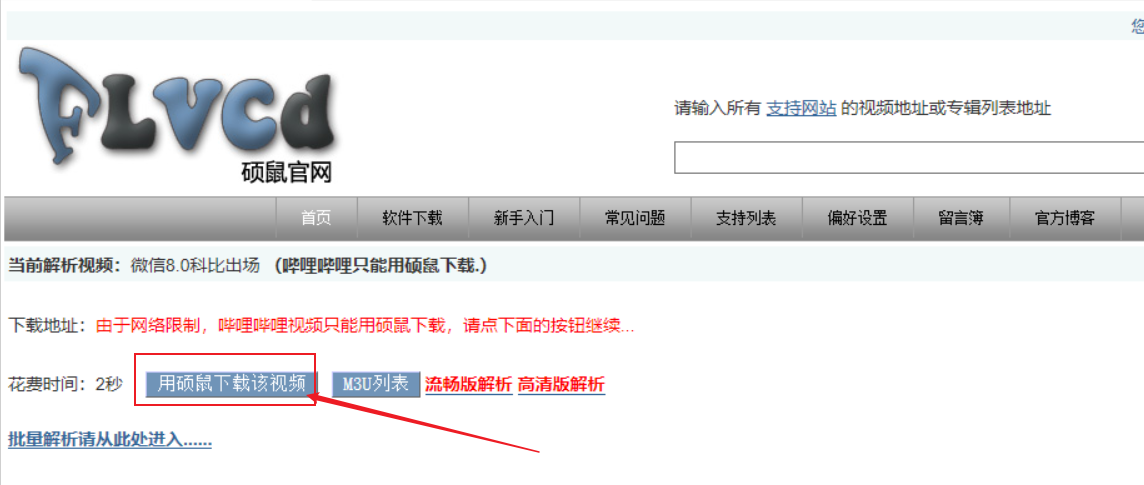 您
FLVCd
硕鼠官网
请输入所有 支持网站 的视频地址或专辑列表地址
首页 软件下载 新手入门 常见问题 支持列表 偏好设置 留言簿 官方博客
当前解析视频：微信8.0科比出场 (哔哩哔哩只能用硕鼠下载.)
下载地址：由于网络限制，哔哩哔哩视频只能用硕鼠下载，请点下面的按钮继续...
花费时间：2秒 用硕鼠下载该视频 M3U列表 流畅版解析 高清版解析
批量解析请从此处进入......